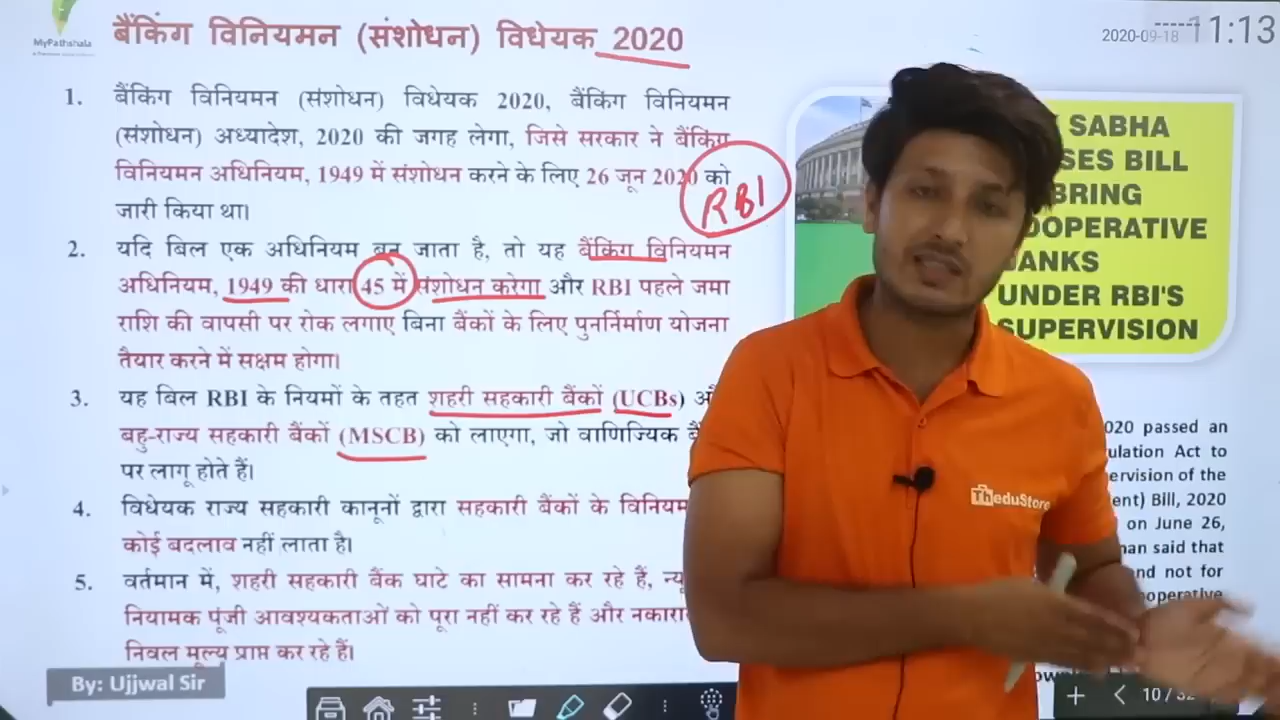 MyPathshala
बैंकिंग विनियमन (संशोधन) विधेयक 2020
2020-09-18 11:13
1. बैंकिंग विनियमन (संशोधन) विधेयक 2020, बैंकिंग विनियमन
(संशोधन) अध्यादेश, 2020 की जगह लेगा, जिसे सरकार ने बैंकिंग
विनियमन अधिनियम, 1949 में संशोधन करने के लिए 26 जून 2020 को
जारी किया था।
RBI
2. यदि बिल एक अधिनियम बन जाता है, तो यह बैंकिंग विनियमन
अधिनियम, 1949 की धारा 45 में संशोधन करेगा और RBI पहले जमा
राशि की वापसी पर रोक लगाए बिना बैंकों के लिए पुनर्निर्माण योजना
तैयार करने में सक्षम होगा।
3. यह बिल RBI के नियमों के तहत शहरी सहकारी बैंकों (UCBs)
बहु-राज्य सहकारी बैंकों (MSCB) को लाएगा, जो वाणिज्यिक
पर लागू होते हैं।
4. विधेयक राज्य सहकारी कानूनों द्वारा सहकारी बैंकों के
कोई बदलाव नहीं लाता है।
5. वर्तमान में, शहरी सहकारी बैंक घाटे का सामना कर रहे हैं,
नियामक पूंजी आवश्यकताओं को पूरा नहीं कर रहे हैं और
निवल मूल्य प्राप्त कर रहे हैं।
By: Ujjwal Sir
SABHA
BILL
BRING
UNDER RBI'S
SUPERVISION
passed an
Act to
of the
Bill, 2020
on June 26,
said that
and not for
TheduStore
10 / 32